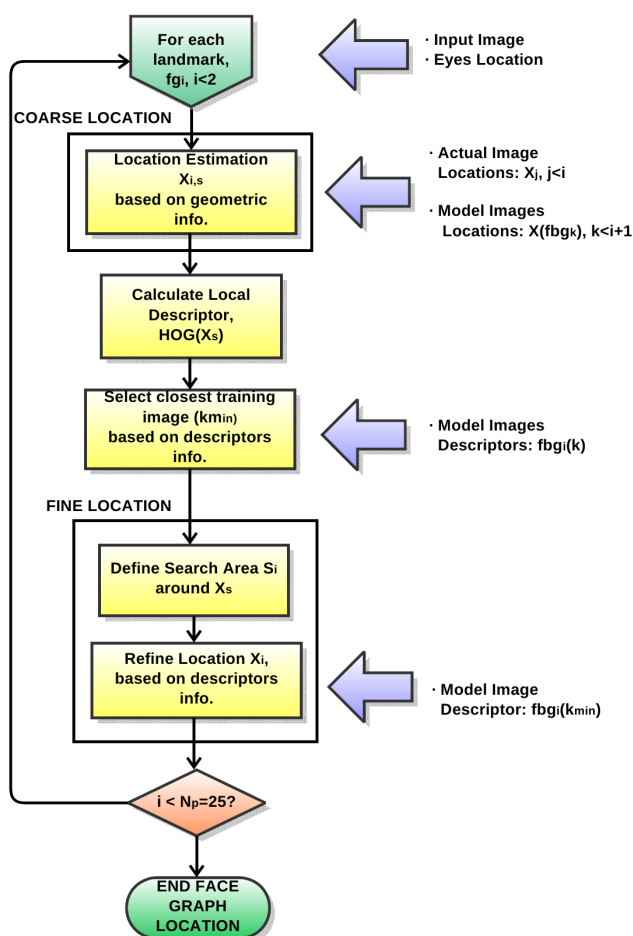 For each
landmark,
fgi, i<2
· Input Image
· Eyes Location
COARSE LOCATION
Location Estimation
Xi,s
based on geometric
info.
· Actual Image
Locations: Xj, j<i
· Model Images
Locations: X(fbgk), k<i+1
Calculate Local
Descriptor,
HOG(Xs)
Select closest training
image (kmin)
based on descriptors
info.
· Model Images
Descriptors: fbgi(k)
FINE LOCATION
Define Search Area Si
around Xs
Refine Location Xi,
based on descriptors
info.
· Model Image
Descriptor: fbgi(kmin)
i < Np=25?
END FACE
GRAPH
LOCATION